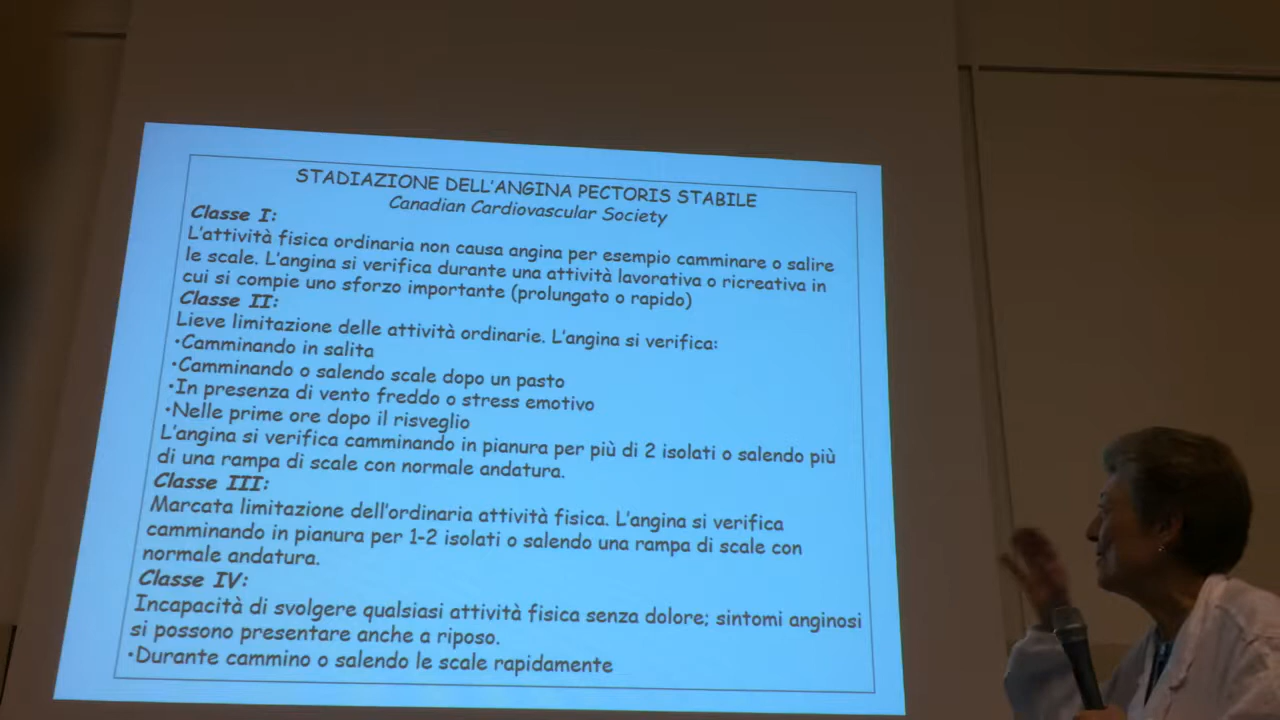 STADIAZIONE DELL'ANGINA PECTORIS STABILE
Canadian Cardiovascular Society
Classe I:
L'attività fisica ordinaria non causa angina per esempio camminare o salire
le scale. L'angina si verifica durante una attività lavorativa o ricreativa in
cui si compie uno sforzo importante (prolungato o rapido)
Classe II:
Lieve limitazione delle attività ordinarie. L'angina si verifica:
•Camminando in salita
•Camminando o salendo scale dopo un pasto
•In presenza di vento freddo o stress emotivo
•Nelle prime ore dopo il risveglio
L'angina si verifica camminando in pianura per più di 2 isolati o salendo più
di una rampa di scale con normale andatura.
Classe III:
Marcata limitazione dell'ordinaria attività fisica. L'angina si verifica
camminando in pianura per 1-2 isolati o salendo una rampa di scale con
normale andatura.
Classe IV:
Incapacità di svolgere qualsiasi attività fisica senza dolore; sintomi anginosi
si possono presentare anche a riposo.
•Durante cammino o salendo le scale rapidamente